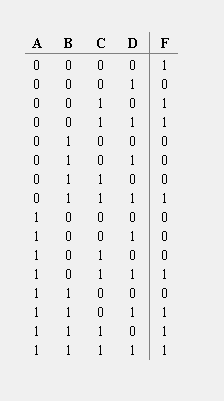 A B C D F
0 0 0 0 1
0 0 0 1 0
0 0 1 0 1
0 0 1 1 1
0 1 0 0 0
0 1 0 1 0
0 1 1 0 0
0 1 1 1 1
1 0 0 0 0
1 0 0 1 0
1 0 1 0 0
1 0 1 1 1
1 1 0 0 0
1 1 0 1 1
1 1 1 0 1
1 1 1 1 1